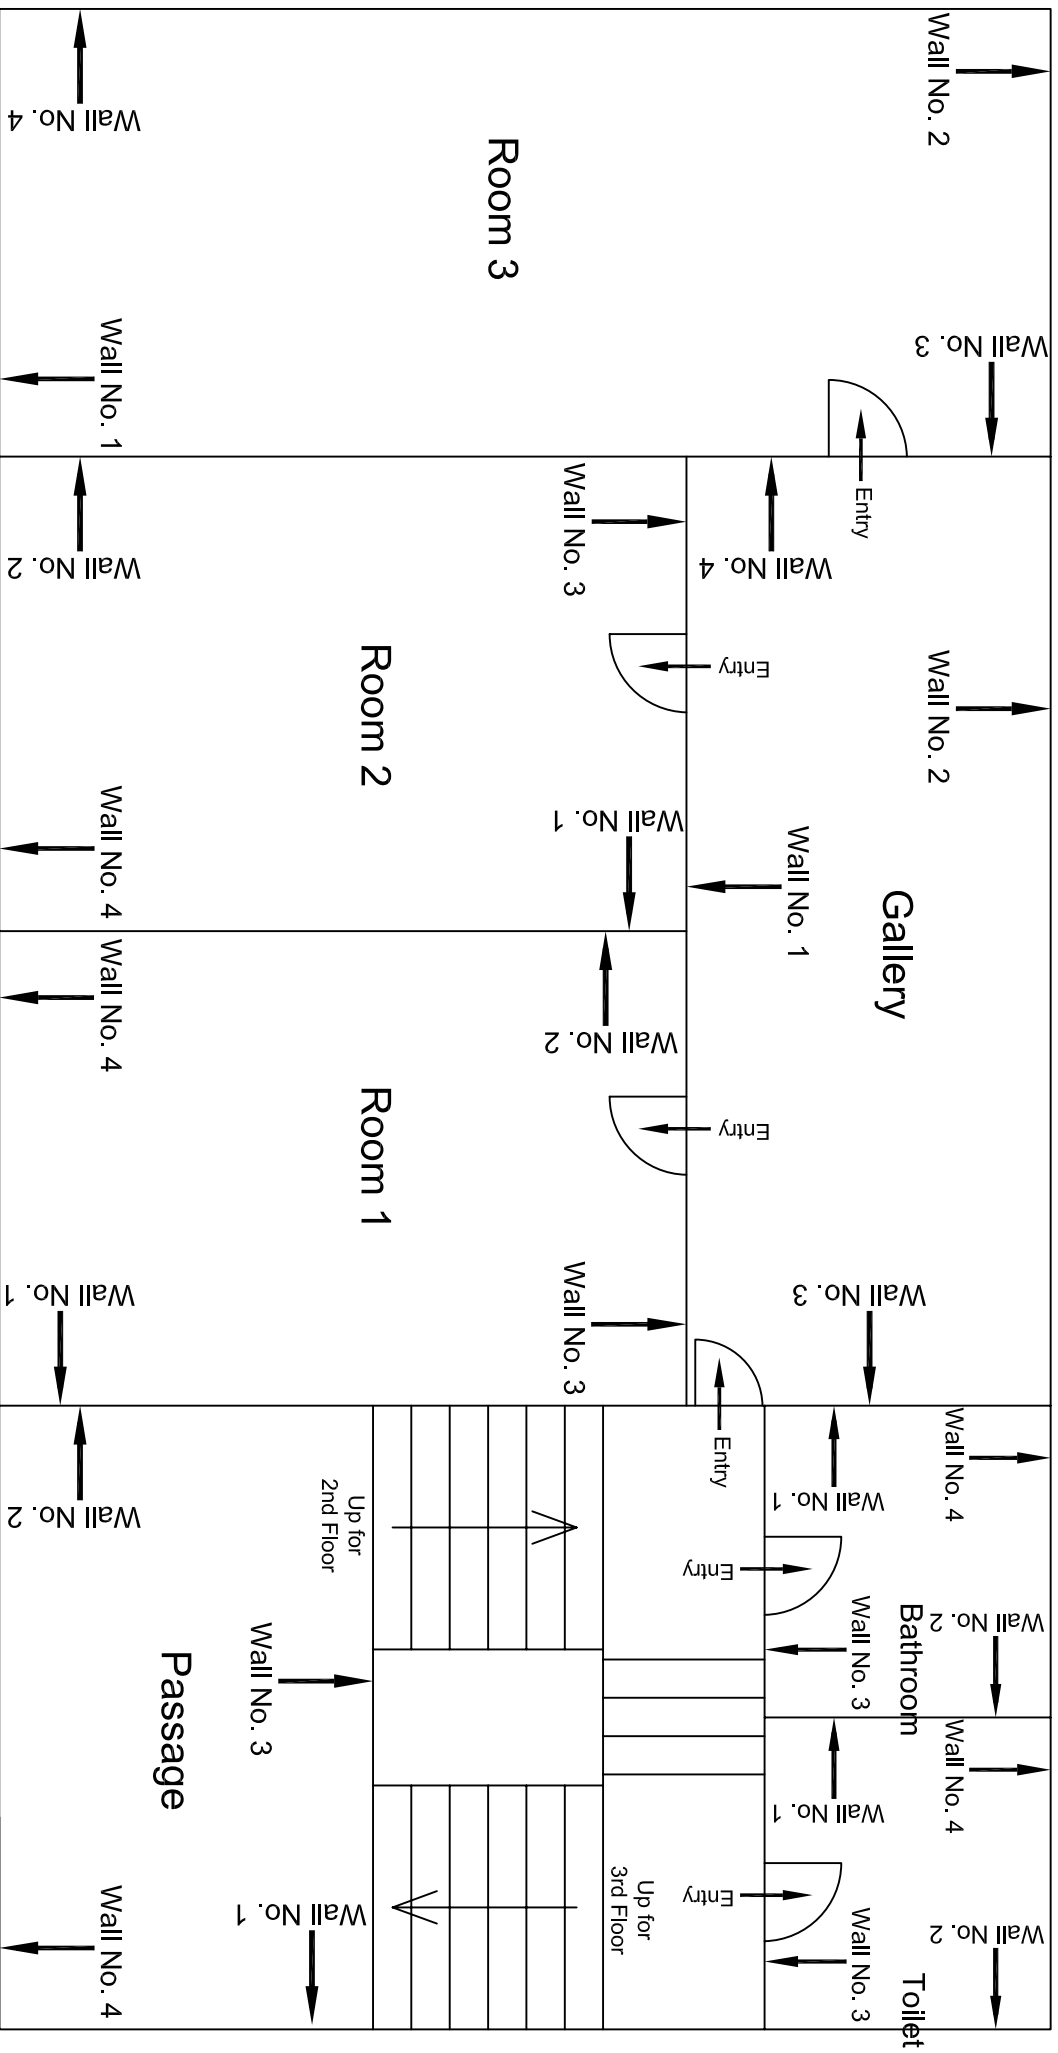 Wall No. 2
Wall No. 4
Room 3
Wall No. 3
Wall No. 1
Entry
Wall No. 2
Wall No. 3
Wall No. 4
Entry
Room 2
Wall No. 2
Wall No. 1
Wall No. 4
Wall No. 1
Gallery
Wall No. 4
Wall No. 2
Room 1
Entry
Wall No. 1
Wall No. 3
Wall No. 3
Entry
Wall No. 2
Up for
2nd Floor
Wall No. 1
Wall No. 4
Entry
Wall No. 3
Bathroom
Wall No. 2
Wall No. 3
Passage
Wall No. 1
Wall No. 4
Up for
3rd Floor
Entry
Wall No. 3
Wall No. 2
Toilet
Wall No. 1
Wall No. 4